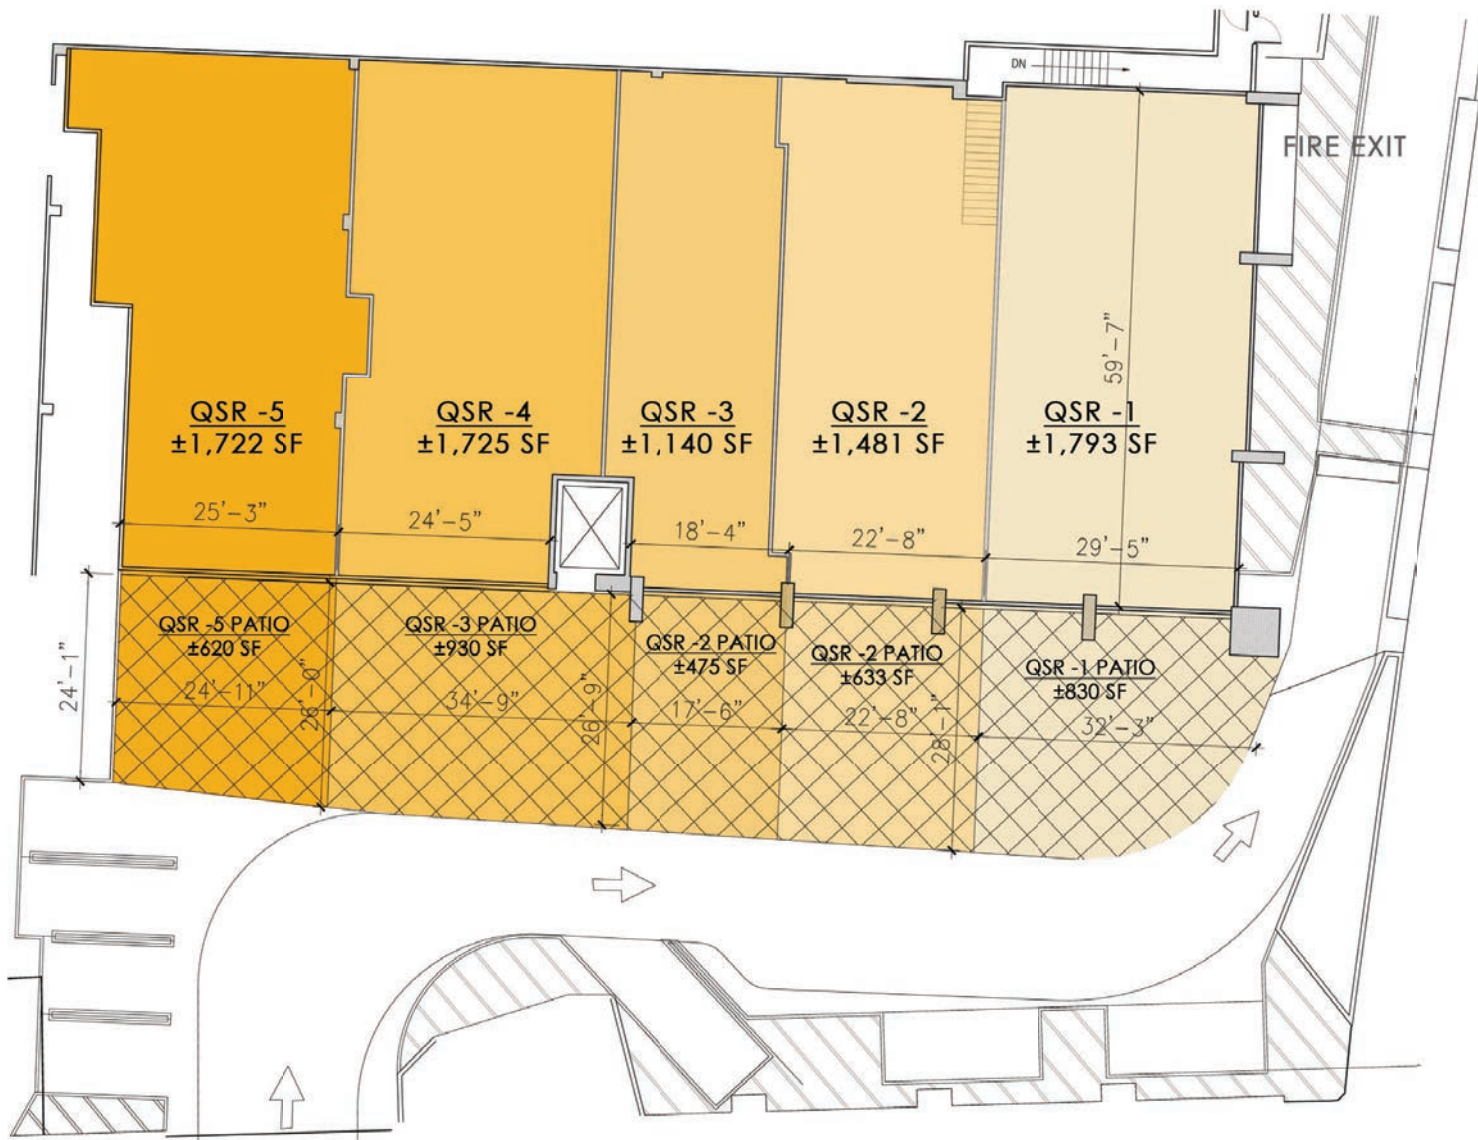 DN
FIRE EXIT
59'-7"
QSR -5
±1,722 SF
QSR -4
±1,725 SF
QSR -3
±1,140 SF
QSR -2
±1,481 SF
QSR -1
±1,793 SF
25'-3"
24'-5"
18'-4"
22'-8"
29'-5"
24'-1"
QSR -5 PATIO
±620 SF
24'-11"
28'-0"
QSR -3 PATIO
±930 SF
34'-9"
26'-9"
QSR -2 PATIO
±475 SF
17'-6"
QSR -2 PATIO
±633 SF
22'-8"
28'-1"
QSR -1 PATIO
±830 SF
32'-3"